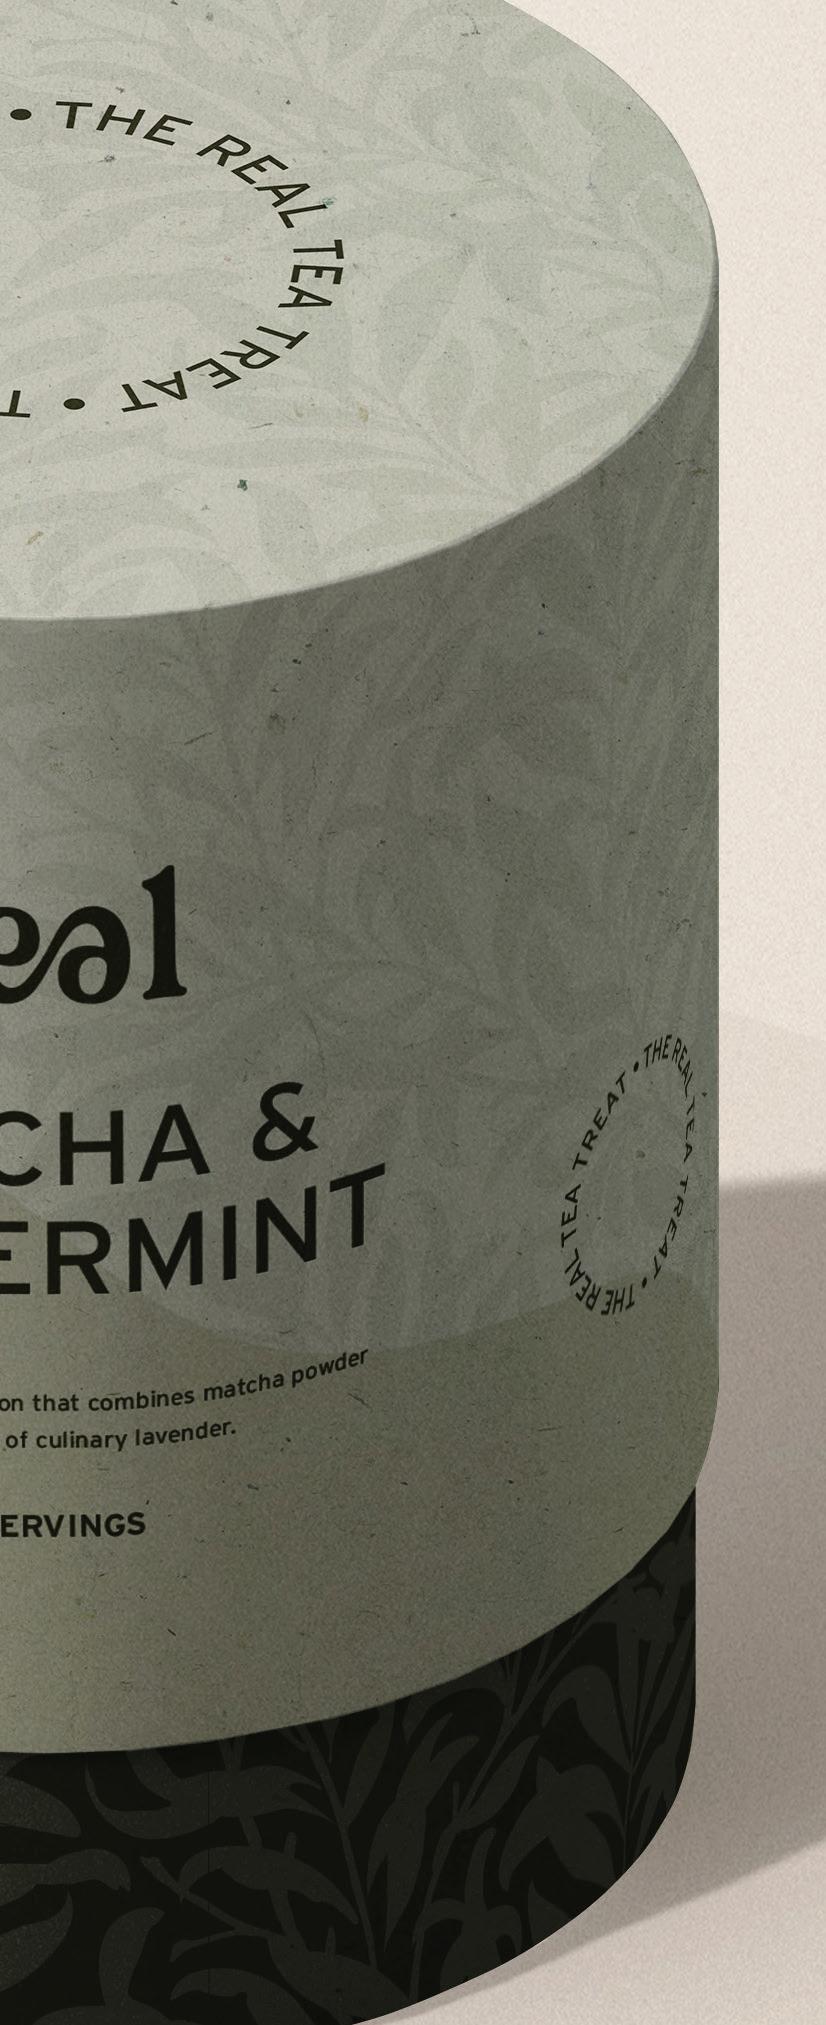 • THE REAL TEA TREAT • T
eal
CHA &
ERMINT
on that combines matcha powder
of culinary lavender.
ERVINGS
• THE REAL TEA TREAT • THE REAL TEA TREAT